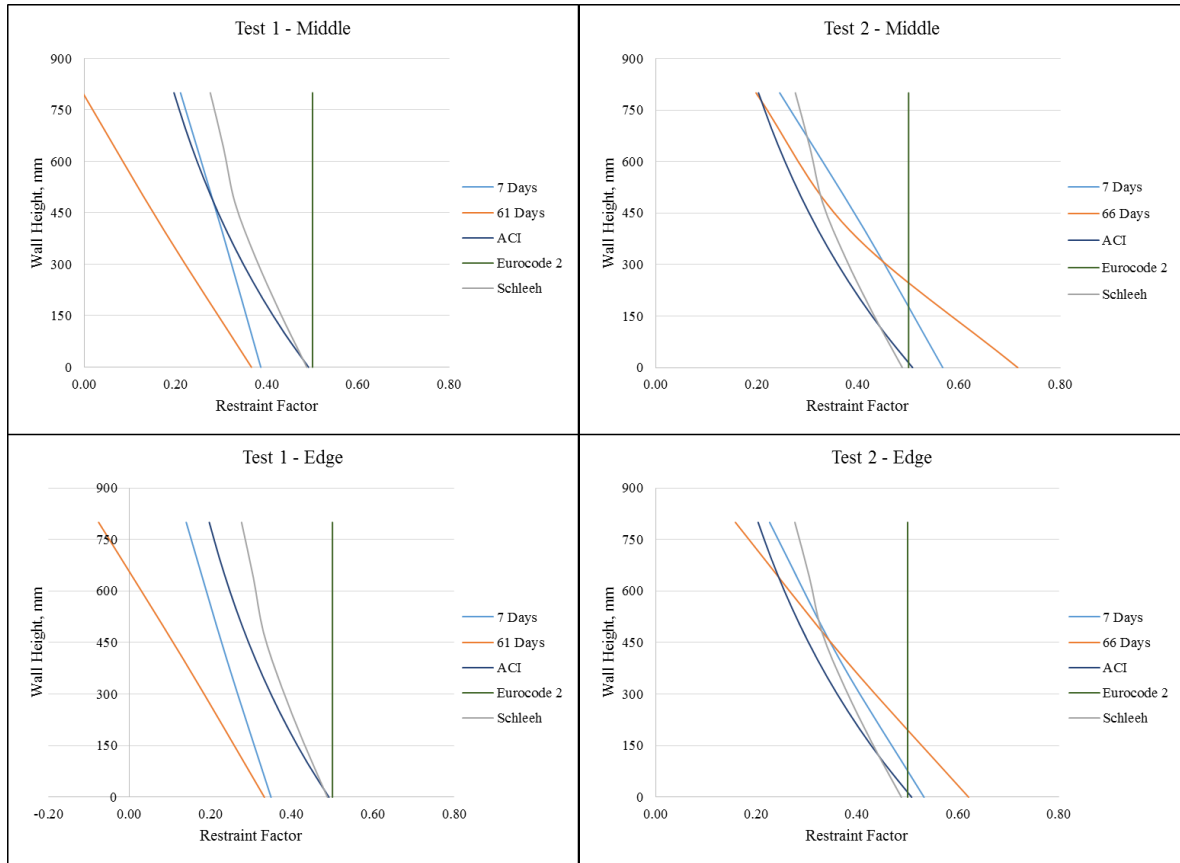 Test 1 - Middle
900
750
600
450
300
150
0
Wall Height, mm
0.00 0.20 0.40 0.60 0.80
Restraint Factor
7 Days
61 Days
ACI
Eurocode 2
Schleeh
Test 2 - Middle
900
750
600
450
300
150
0
Wall Height, mm
0.00 0.20 0.40 0.60 0.80
Restraint Factor
7 Days
66 Days
ACI
Eurocode 2
Schleeh
Test 1 - Edge
900
750
600
450
300
150
0
Wall Height, mm
-0.20 0.00 0.20 0.40 0.60 0.80
Restraint Factor
7 Days
61 Days
ACI
Eurocode 2
Schleeh
Test 2 - Edge
900
750
600
450
300
150
0
Wall Height, mm
0.00 0.20 0.40 0.60 0.80
Restraint Factor
7 Days
66 Days
ACI
Eurocode 2
Schleeh